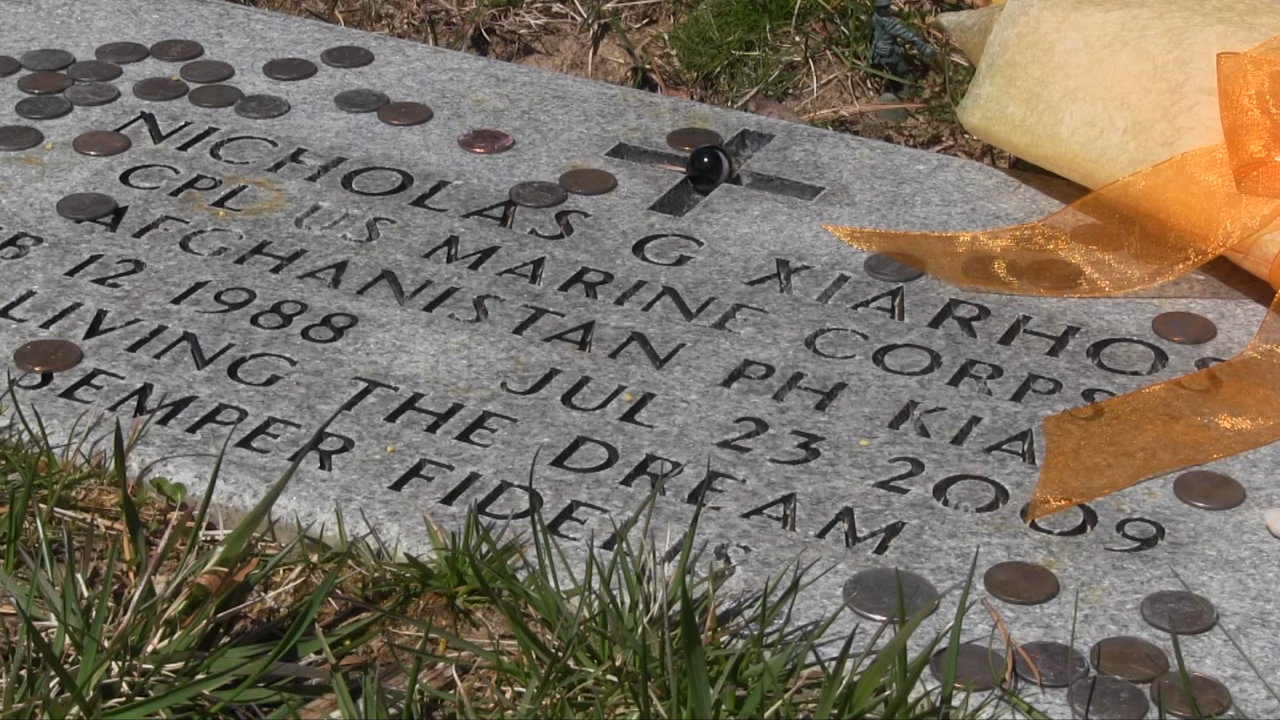 NICHOLAS G XIARHOS
CPL US MARINE CORPS
AFGHANISTAN PH KIA
B 12 1988 JUL 23 2009
LIVING THE DREAM
SEMPER FIDELIS